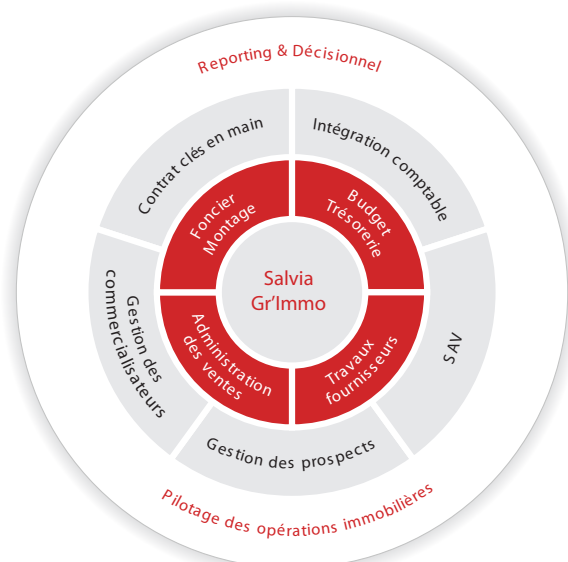 Reporting & Décisionnel
Contrat clés en main
Intégration comptable
Foncier
Montage
Budget
Trésorerie
Salvia
Gr'Immo
Gestion des
commercialisateurs
Administration
des ventes
Travaux
fournisseurs
SAV
Gestion des prospects
Pilotage des opérations immobilières